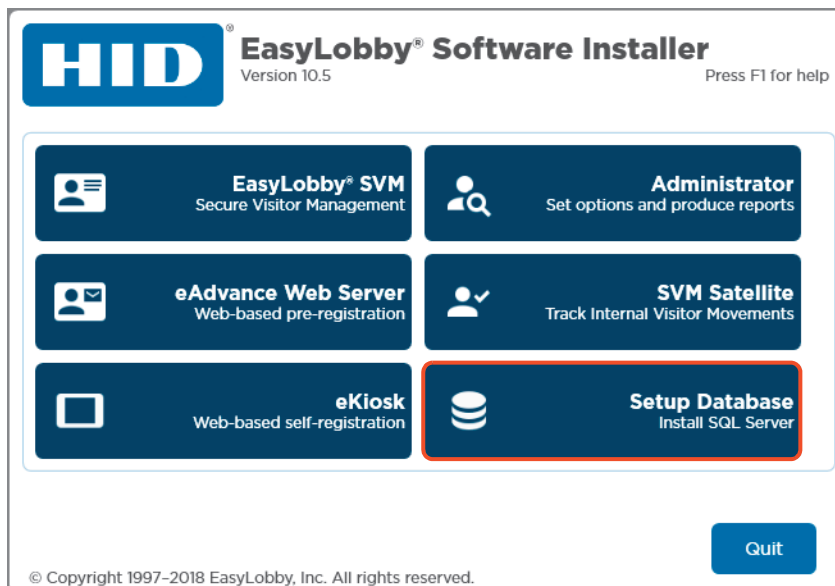 HID®
EasyLobby® Software Installer
Version 10.5
Press F1 for help
EasyLobby® SVM
Secure Visitor Management
Administrator
Set options and produce reports
eAdvance Web Server
Web-based pre-registration
SVM Satellite
Track Internal Visitor Movements
eKiosk
Web-based self-registration
Setup Database
Install SQL Server
Quit
© Copyright 1997–2018 EasyLobby, Inc. All rights reserved.